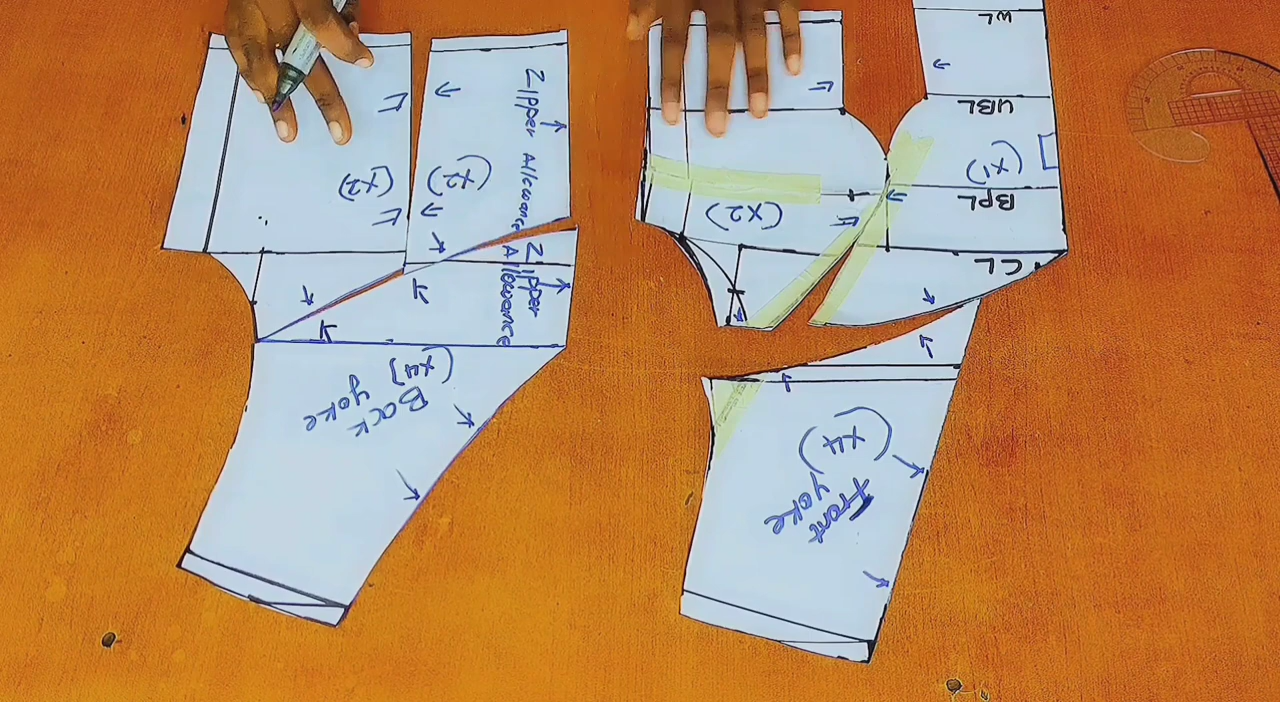 Zipper Allowance
(x2)
(x2)
Zipper
Allowance
(x4)
Back
yoke
WL
UBL
(x1)
BPL
(x2)
CL
(x4)
Front
yoke